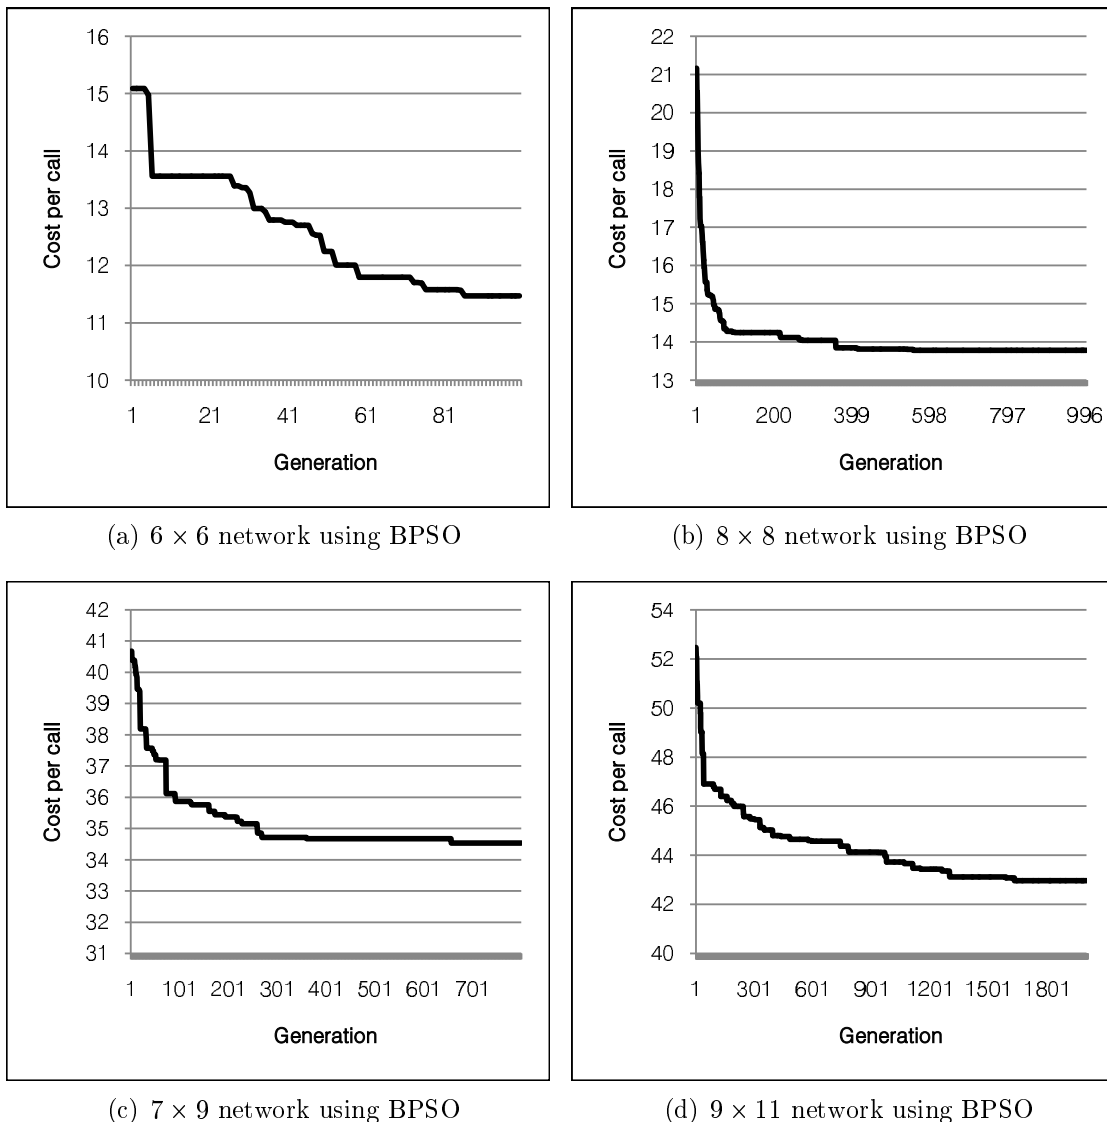 16
15
14
13
12
11
10
Cost per call
1 21 41 61 81
Generation
(a) 6 × 6 network using BPSO
22
21
20
19
18
17
16
15
14
13
Cost per call
1 200 399 598 797 996
Generation
(b) 8 × 8 network using BPSO
42
41
40
39
38
37
36
35
34
33
32
31
Cost per call
1 101 201 301 401 501 601 701
Generation
(c) 7 × 9 network using BPSO
54
52
50
48
46
44
42
40
Cost per call
1 301 601 901 1201 1501 1801
Generation
(d) 9 × 11 network using BPSO